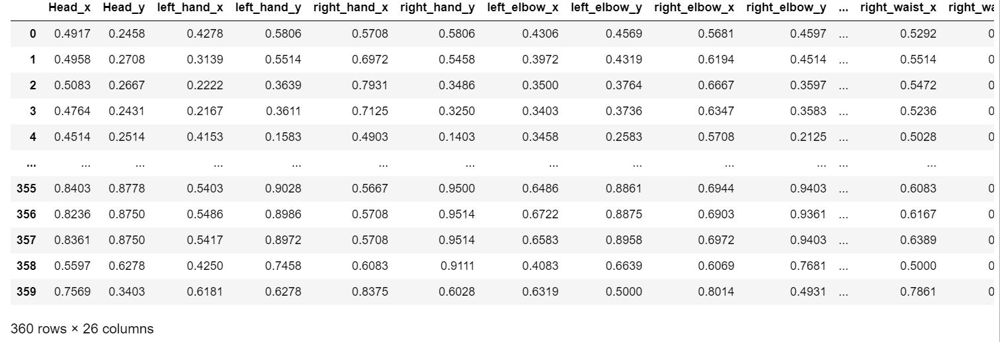 Head_x Head_y left_hand_x left_hand_y right_hand_x right_hand_y left_elbow_x left_elbow_y right_elbow_x right_elbow_y ... right_waist_x right_wa
0 0.4917 0.2458 0.4278 0.5806 0.5708 0.5806 0.4306 0.4569 0.5681 0.4597 ... 0.5292 0
1 0.4958 0.2708 0.3139 0.5514 0.6972 0.5458 0.3972 0.4319 0.6194 0.4514 ... 0.5514 0
2 0.5083 0.2667 0.2222 0.3639 0.7931 0.3486 0.3500 0.3764 0.6667 0.3597 ... 0.5472 0
3 0.4764 0.2431 0.2167 0.3611 0.7125 0.3250 0.3403 0.3736 0.6347 0.3583 ... 0.5236 0
4 0.4514 0.2514 0.4153 0.1583 0.4903 0.1403 0.3458 0.2583 0.5708 0.2125 ... 0.5028 0
... ... ... ... ... ... ... ... ... ... ... ... ...
355 0.8403 0.8778 0.5403 0.9028 0.5667 0.9500 0.6486 0.8861 0.6944 0.9403 ... 0.6083 0
356 0.8236 0.8750 0.5486 0.8986 0.5708 0.9514 0.6722 0.8875 0.6903 0.9361 ... 0.6167 0
357 0.8361 0.8750 0.5417 0.8972 0.5708 0.9514 0.6583 0.8958 0.6972 0.9403 ... 0.6389 0
358 0.5597 0.6278 0.4250 0.7458 0.6083 0.9111 0.4083 0.6639 0.6069 0.7681 ... 0.5000 0
359 0.7569 0.3403 0.6181 0.6278 0.8375 0.6028 0.6319 0.5000 0.8014 0.4931 ... 0.7861 0
360 rows × 26 columns